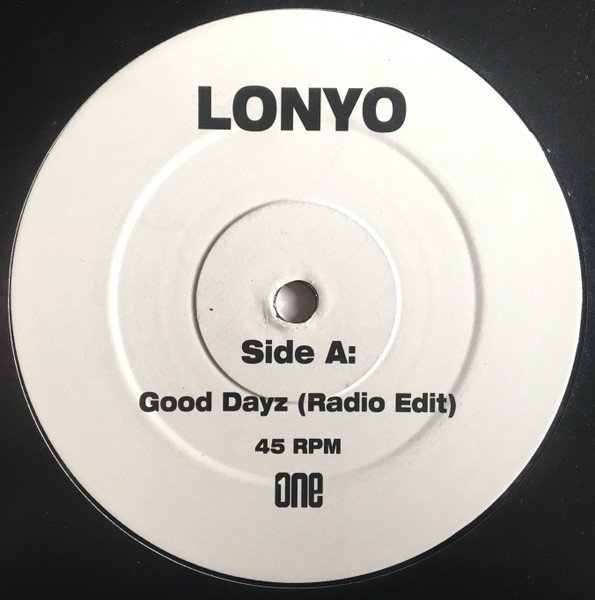 LONYO
Side A:
Good Dayz (Radio Edit)
45 RPM
one